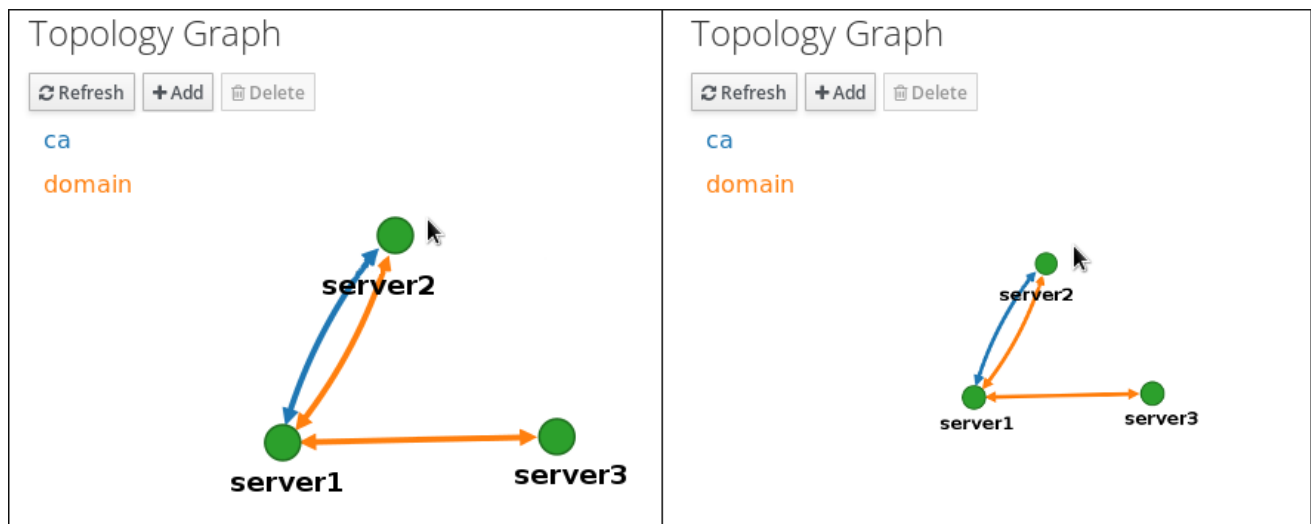 Topology Graph
Refresh Add Delete
ca
domain
server2
server1
server3
Topology Graph
Refresh Add Delete
ca
domain
server2
server1
server3